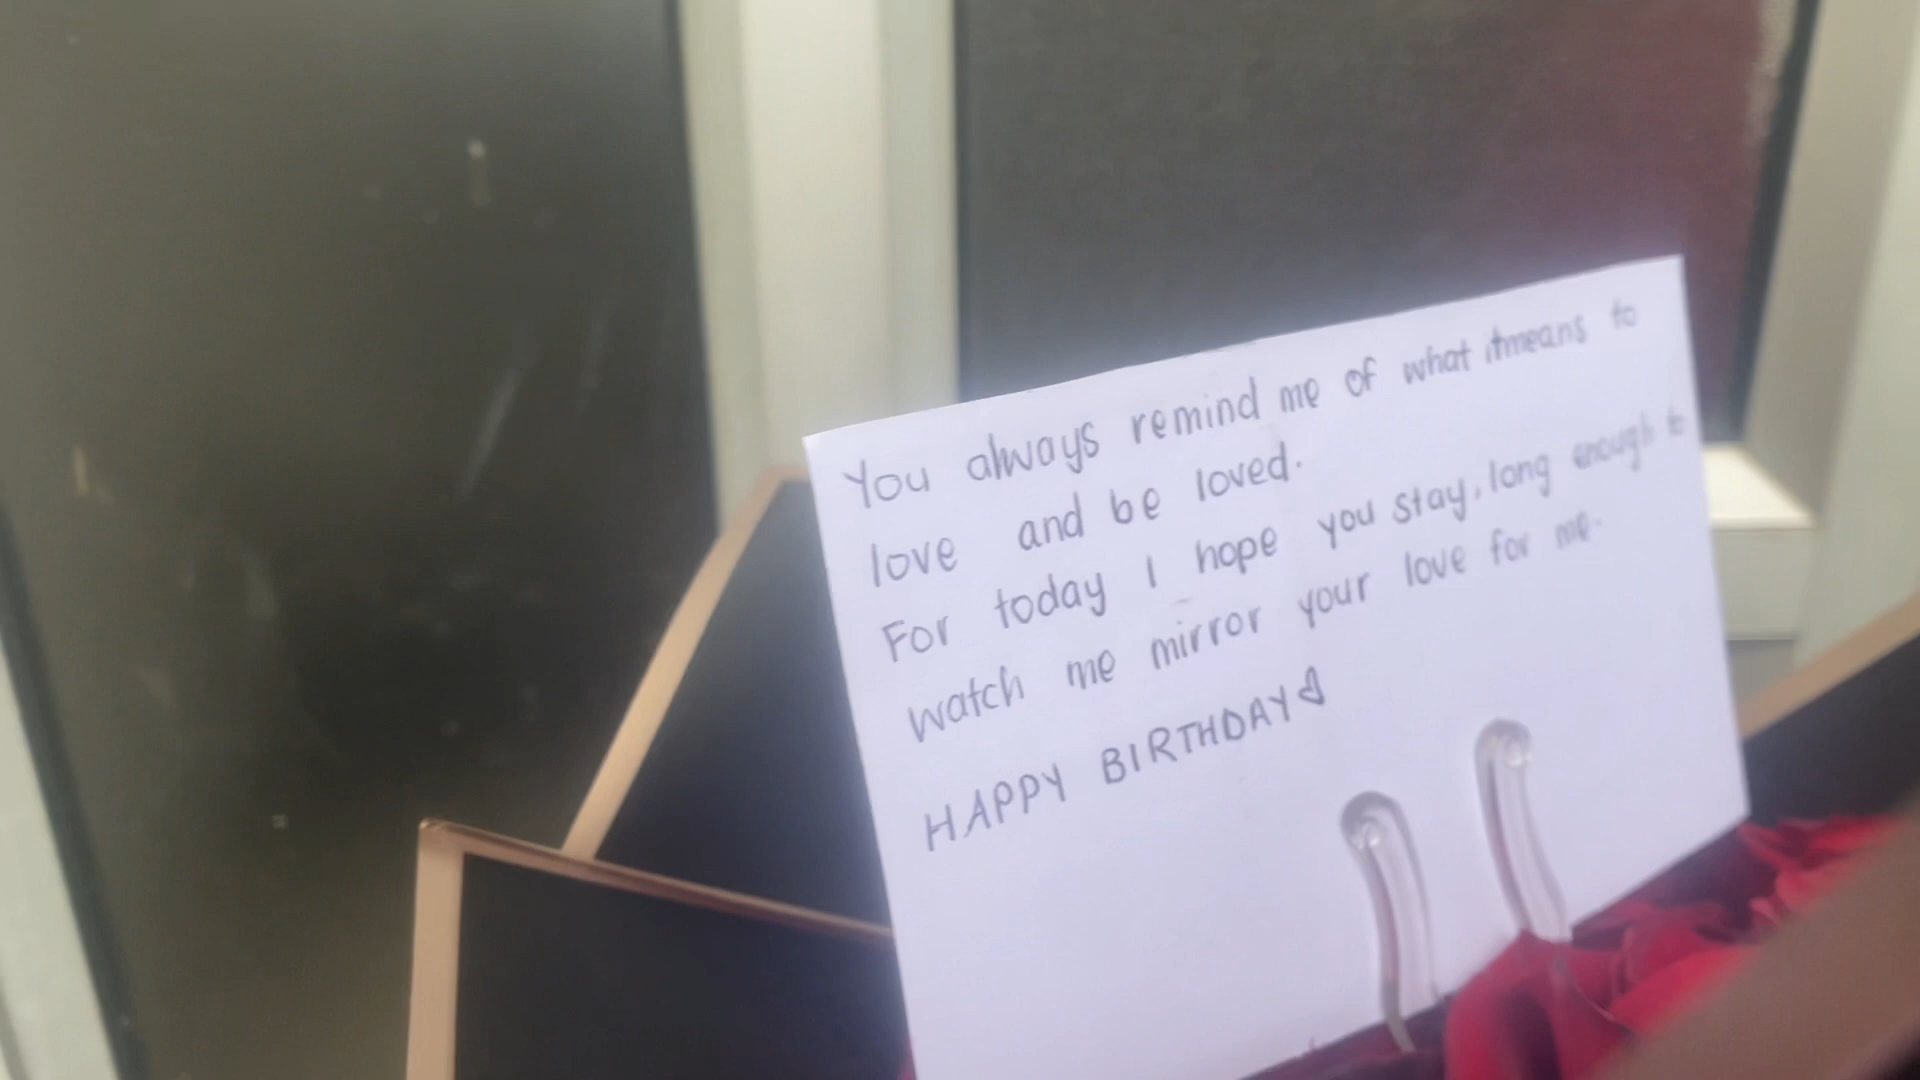 You always remind me of what it means to
love and be loved.
For today I hope you stay, long enough to
watch me mirror your love for me.
HAPPY BIRTHDAY♡